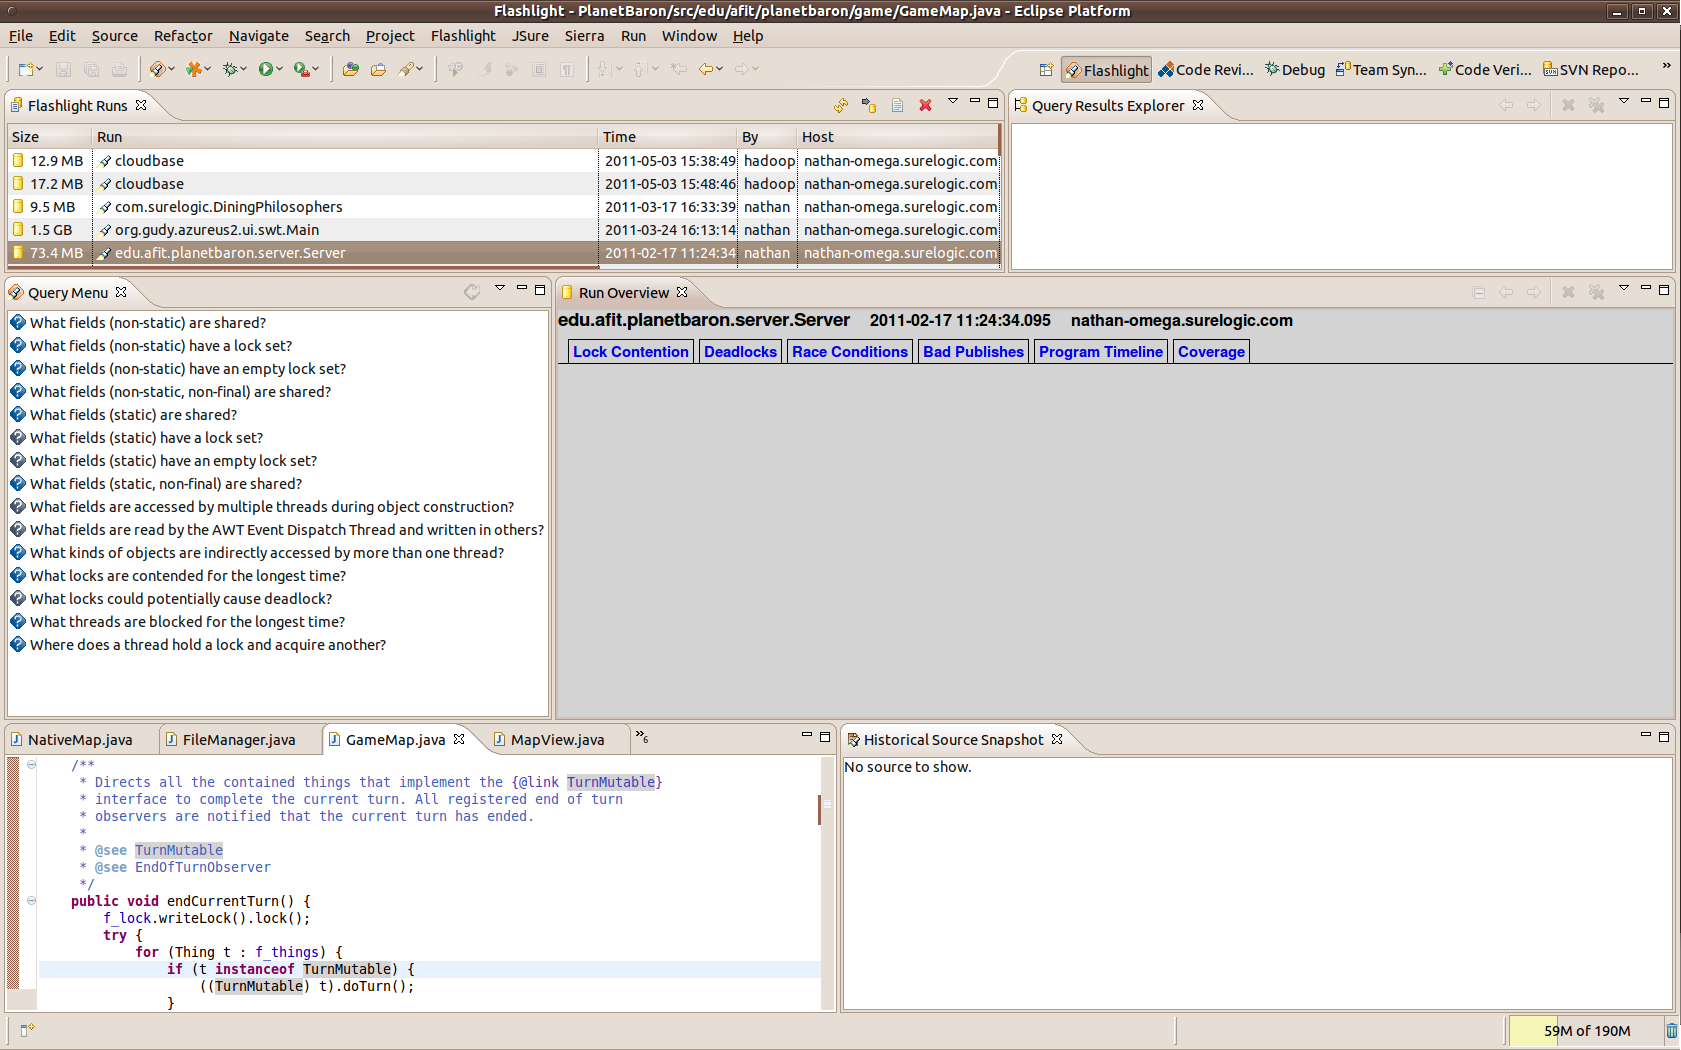 Flashlight - PlanetBaron/src/edu/afit/planetbaron/game/GameMap.java - Eclipse Platform
File Edit Source Refactor Navigate Search Project Flashlight JSure Sierra Run Window Help
Flashlight Code Revi... Debug Team Syn... Code Veri... SVN Repo... »
Flashlight Runs
Size Run Time By Host
12.9 MB cloudbase 2011-05-03 15:38:49 hadoop nathan-omega.surelogic.com
17.2 MB cloudbase 2011-05-03 15:48:46 hadoop nathan-omega.surelogic.com
9.5 MB com.surelogic.DiningPhilosophers 2011-03-17 16:33:39 nathan nathan-omega.surelogic.com
1.5 GB org.gudy.azureus2.ui.swt.Main 2011-03-24 16:13:14 nathan nathan-omega.surelogic.com
73.4 MB edu.afit.planetbaron.server.Server 2011-02-17 11:24:34 nathan nathan-omega.surelogic.com
Query Results Explorer
Query Menu
What fields (non-static) are shared?
What fields (non-static) have a lock set?
What fields (non-static) have an empty lock set?
What fields (non-static, non-final) are shared?
What fields (static) are shared?
What fields (static) have a lock set?
What fields (static) have an empty lock set?
What fields (static, non-final) are shared?
What fields are accessed by multiple threads during object construction?
What fields are read by the AWT Event Dispatch Thread and written in others?
What kinds of objects are indirectly accessed by more than one thread?
What locks are contended for the longest time?
What locks could potentially cause deadlock?
What threads are blocked for the longest time?
Where does a thread hold a lock and acquire another?
Run Overview
edu.afit.planetbaron.server.Server 2011-02-17 11:24:34.095 nathan-omega.surelogic.com
Lock Contention Deadlocks Race Conditions Bad Publishes Program Timeline Coverage
NativeMap.java FileManager.java GameMap.java MapView.java »6
/**
* Directs all the contained things that implement the {@link TurnMutable}
* interface to complete the current turn. All registered end of turn
* observers are notified that the current turn has ended.
*
* @see TurnMutable
* @see EndOfTurnObserver
*/
public void endCurrentTurn() {
f_lock.writeLock().lock();
try {
for (Thing t : f_things) {
if (t instanceof TurnMutable) {
((TurnMutable) t).doTurn();
}
Historical Source Snapshot
No source to show.
59M of 190M